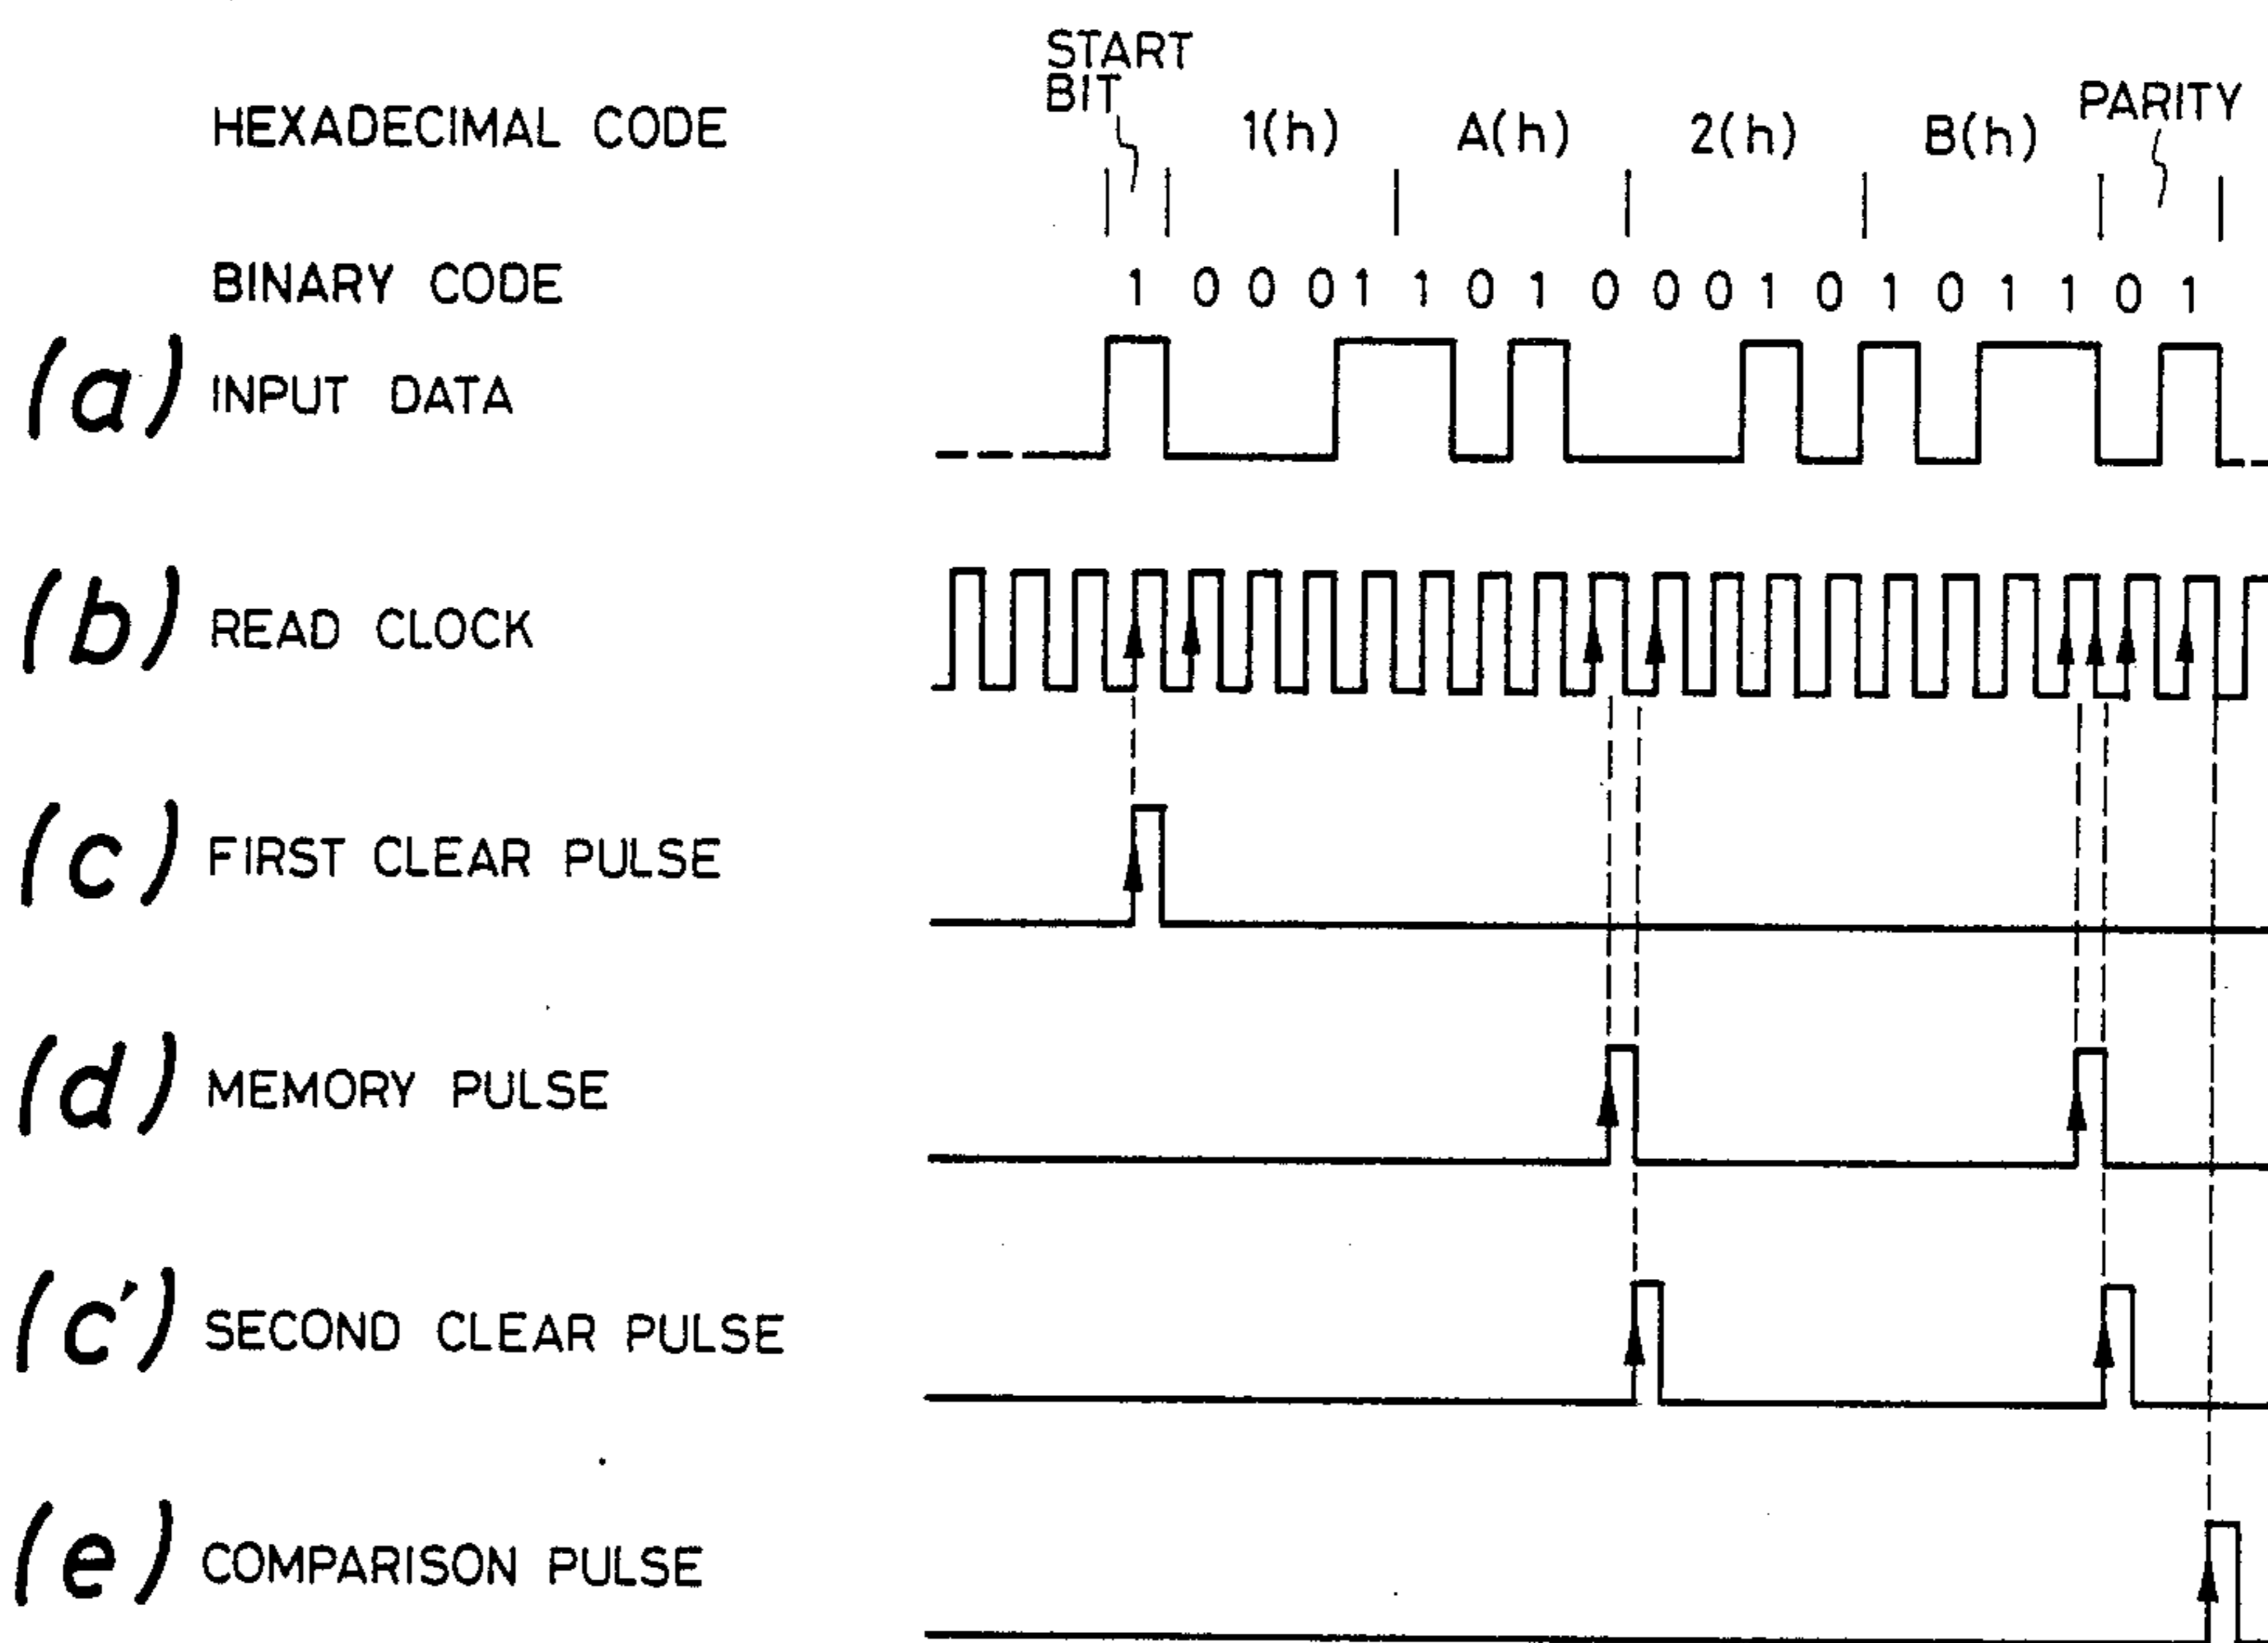 START
BIT
HEXADECIMAL CODE 1(h) A(h) 2(h) B(h) PARITY
BINARY CODE 1 0 0 0 1 1 0 1 0 0 0 1 0 1 0 1 1 0 1
(a) INPUT DATA
(b) READ CLOCK
(c) FIRST CLEAR PULSE
(d) MEMORY PULSE
(c') SECOND CLEAR PULSE
(e) COMPARISON PULSE